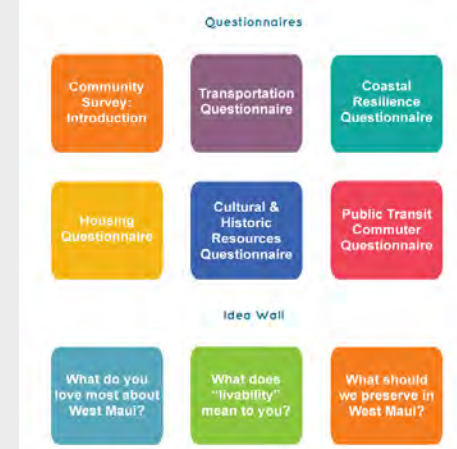 Questionnaires
Community
Survey:
Introduction
Transportation
Questionnaire
Coastal
Resilience
Questionnaire
Housing
Questionnaire
Cultural &
Historic
Resources
Questionnaire
Public Transit
Commuter
Questionnaire
Idea Wall
What do you
love most about
West Maui?
What does
"livability"
mean to you?
What should
we preserve in
West Maui?